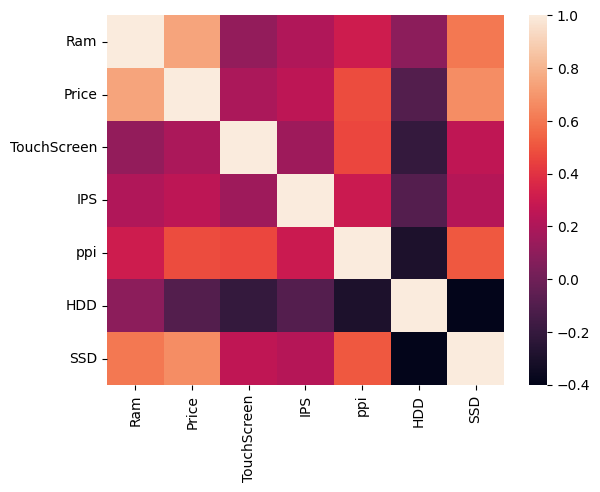 Ram
Price
TouchScreen
IPS
ppi
HDD
SSD
Ram
Price
TouchScreen
IPS
ppi
HDD
SSD
1.0
0.8
0.6
0.4
0.2
0.0
−0.2
−0.4